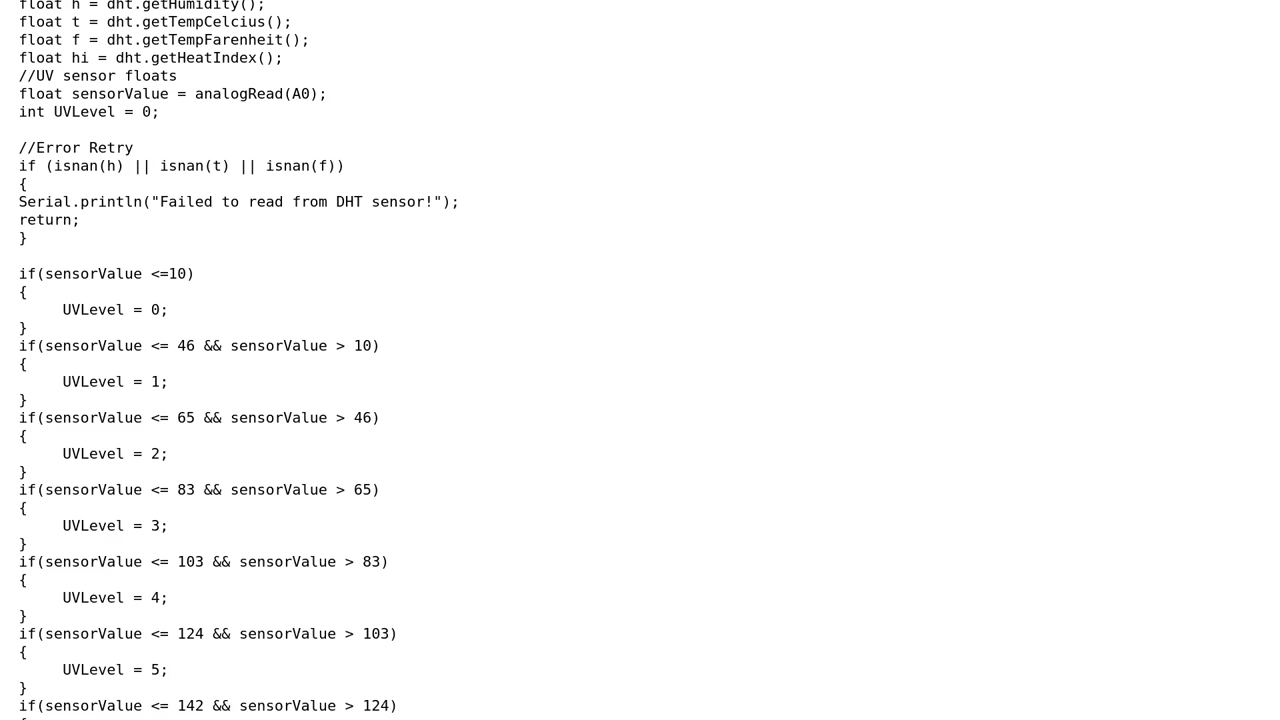 float h = dht.getHumidity();
float t = dht.getTempCelcius();
float f = dht.getTempFarenheit();
float hi = dht.getHeatIndex();
//UV sensor floats
float sensorValue = analogRead(A0);
int UVLevel = 0;

//Error Retry
if (isnan(h) || isnan(t) || isnan(f))
{
Serial.println("Failed to read from DHT sensor!");
return;
}

if(sensorValue <=10)
{
     UVLevel = 0;
}
if(sensorValue <= 46 && sensorValue > 10)
{
     UVLevel = 1;
}
if(sensorValue <= 65 && sensorValue > 46)
{
     UVLevel = 2;
}
if(sensorValue <= 83 && sensorValue > 65)
{
     UVLevel = 3;
}
if(sensorValue <= 103 && sensorValue > 83)
{
     UVLevel = 4;
}
if(sensorValue <= 124 && sensorValue > 103)
{
     UVLevel = 5;
}
if(sensorValue <= 142 && sensorValue > 124)
{